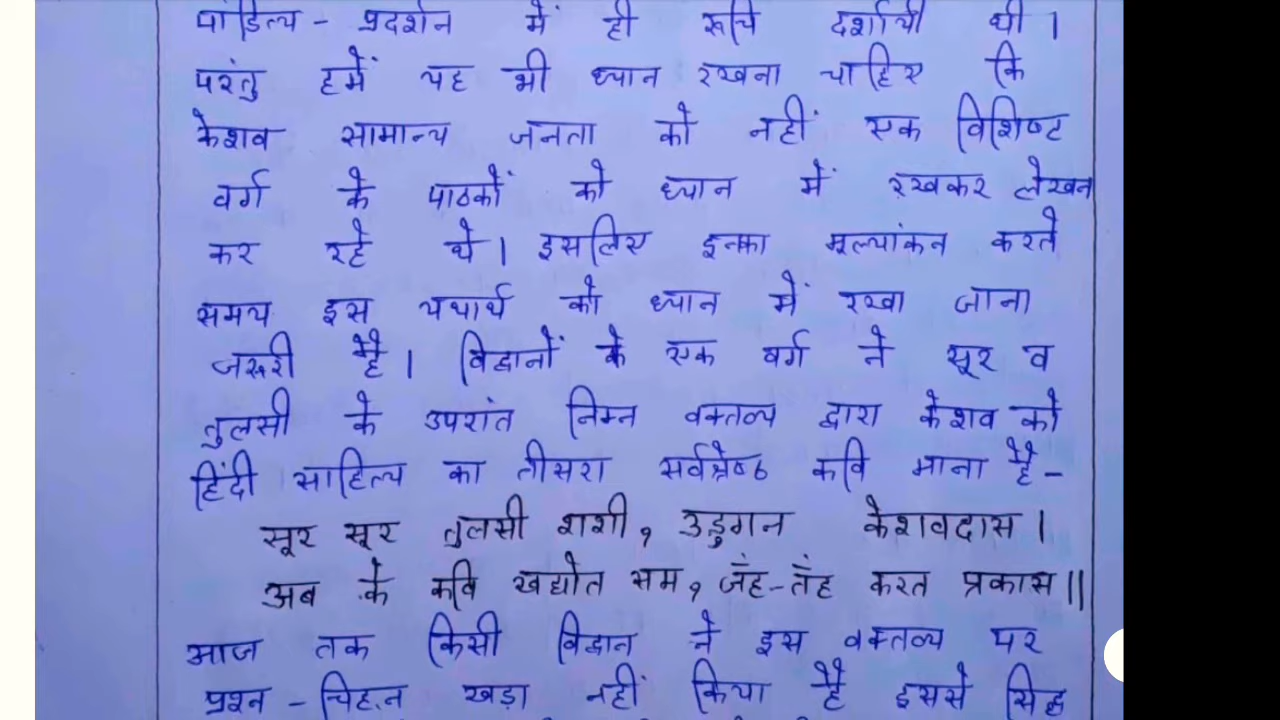 पांडित्य - प्रदर्शन में ही रूचि दर्शायी थी।
परंतु हमें यह भी ध्यान रखना चाहिए कि
केशव सामान्य जनता को नहीं एक विशिष्ट
वर्ग के पाठकों को ध्यान में रखकर लेखन
कर रहे थे। इसलिए इनका मूल्यांकन करते
समय इस यथार्थ को ध्यान में रखा जाना
जरूरी है। विद्वानों के एक वर्ग ने सूर व
तुलसी के उपरांत निम्न वक्तव्य द्वारा केशव को
हिंदी साहित्य का तीसरा सर्वश्रेष्ठ कवि माना है-
सूर सूर तुलसी शशी, उडुगन केशवदास।
अब के कवि खद्योत सम, जँह-तँह करत प्रकास॥
आज तक किसी विद्वान ने इस वक्तव्य पर
प्रश्न - चिह्न खड़ा नहीं किया है इससे सिद्ध